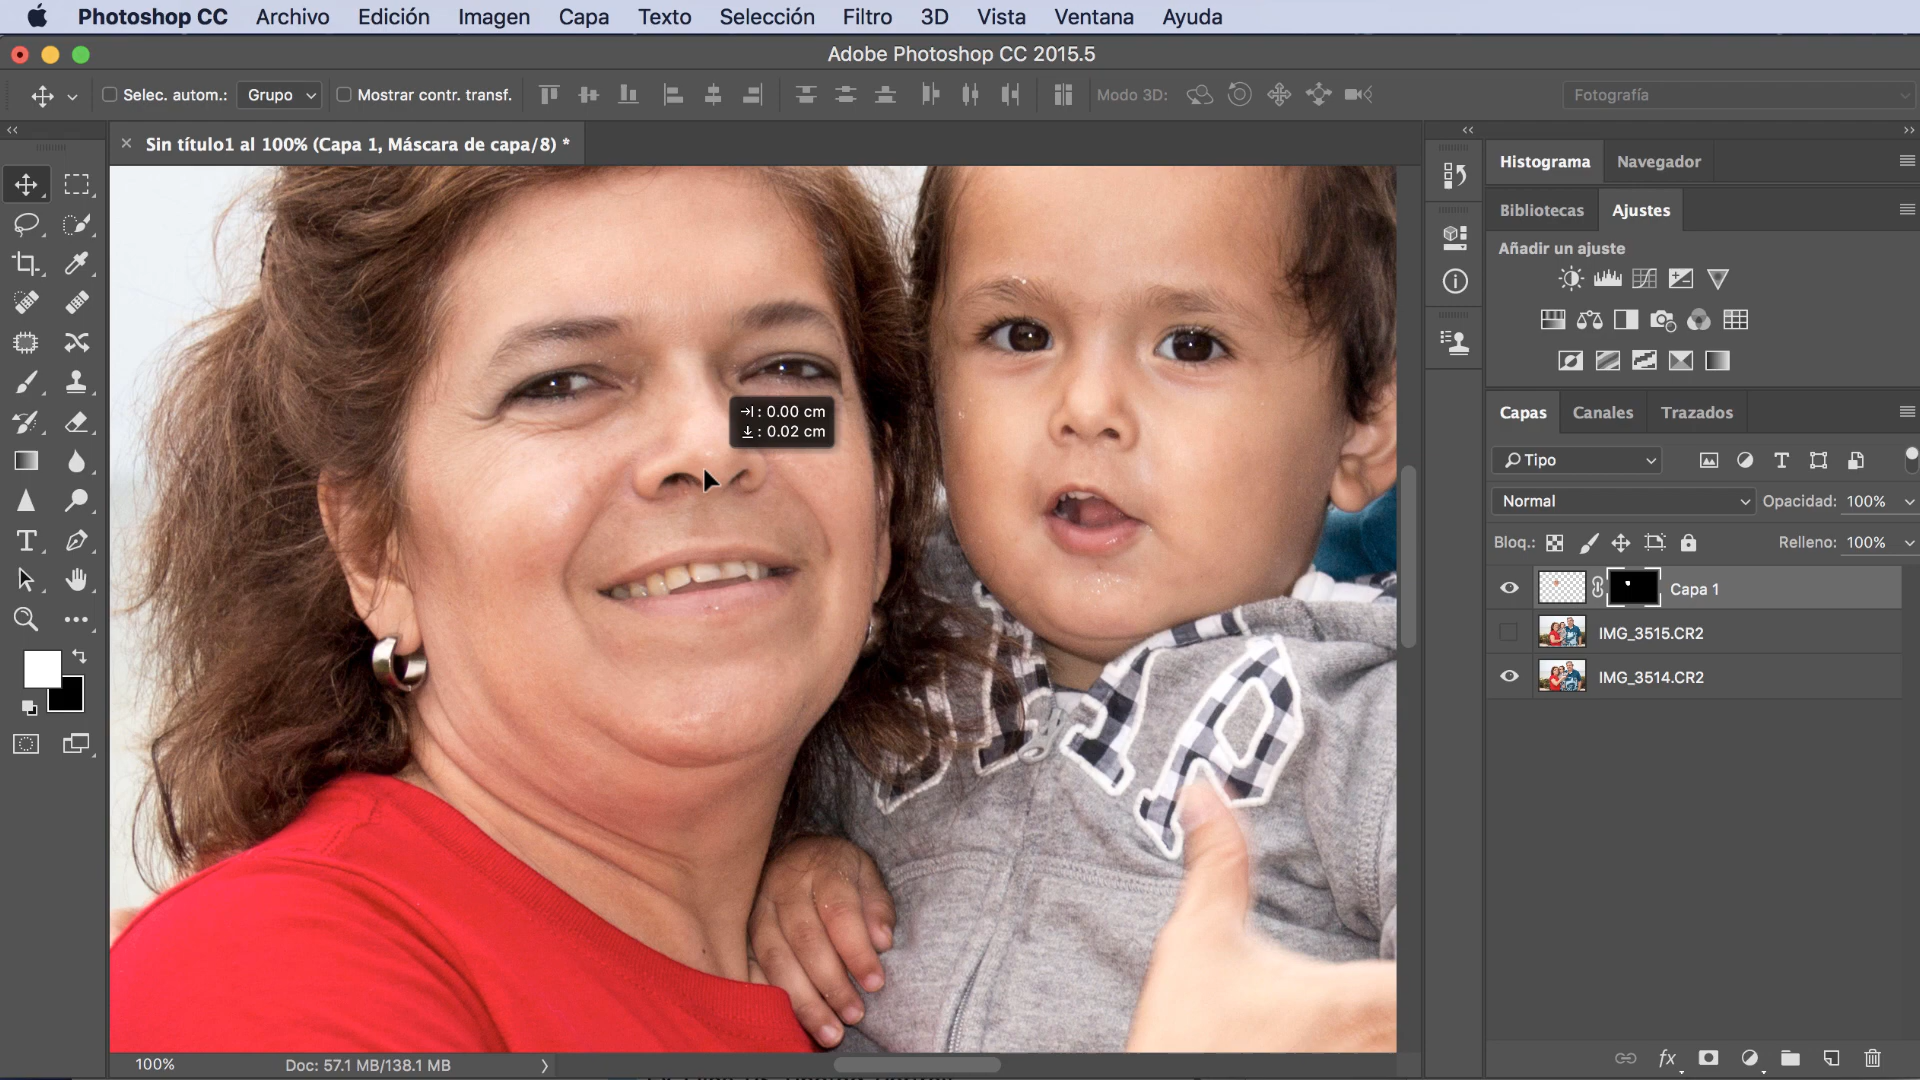 Photoshop CC Archivo Edición Imagen Capa Texto Selección Filtro 3D Vista Ventana Ayuda
Adobe Photoshop CC 2015.5
Selec. autom.: Grupo Mostrar contr. transf. Modo 3D: Fotografía
Sin título1 al 100% (Capa 1, Máscara de capa/8) *
Histograma Navegador
Bibliotecas Ajustes
Añadir un ajuste
: 0.00 cm
: 0.02 cm
Capas Canales Trazados
Tipo
Normal Opacidad: 100%
Bloq.: Relleno: 100%
Capa 1
IMG_3515.CR2
IMG_3514.CR2
100% Doc: 57.1 MB/138.1 MB